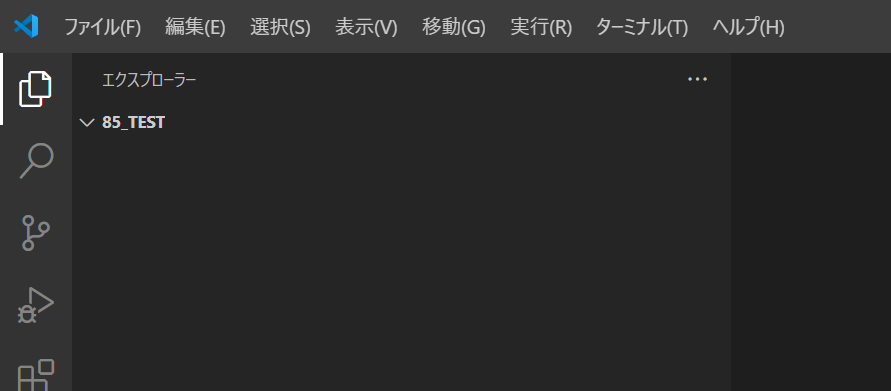 ファイル(F) 編集(E) 選択(S) 表示(V) 移動(G) 実行(R) ターミナル(T) ヘルプ(H)
エクスプローラー
85_TEST